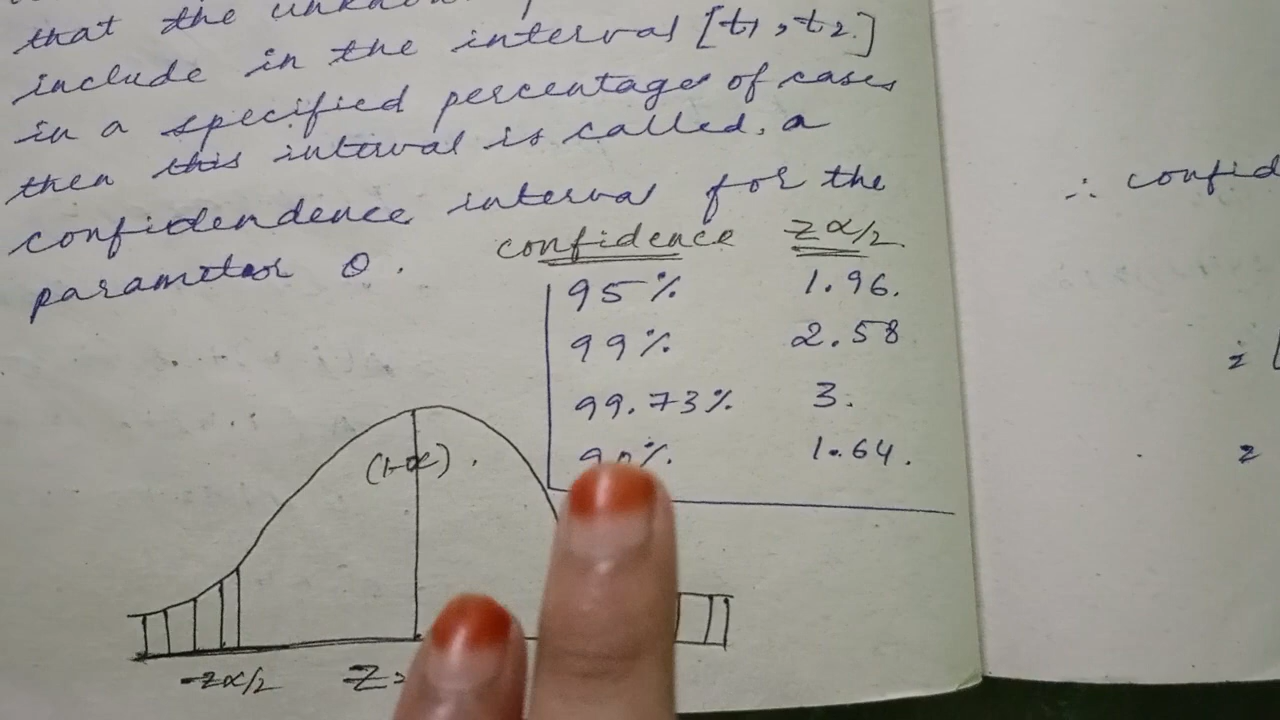 that the
include in the interval [t1, t2.]
in a specified percentage of cases
then this interval is called, a
confidendence interval for the
parameter θ.
confidence zα/2.
95% 1.96.
99% 2.58
99.73% 3.
90% 1.64.
(1-α).
-zα/2 Z=
∴ confid